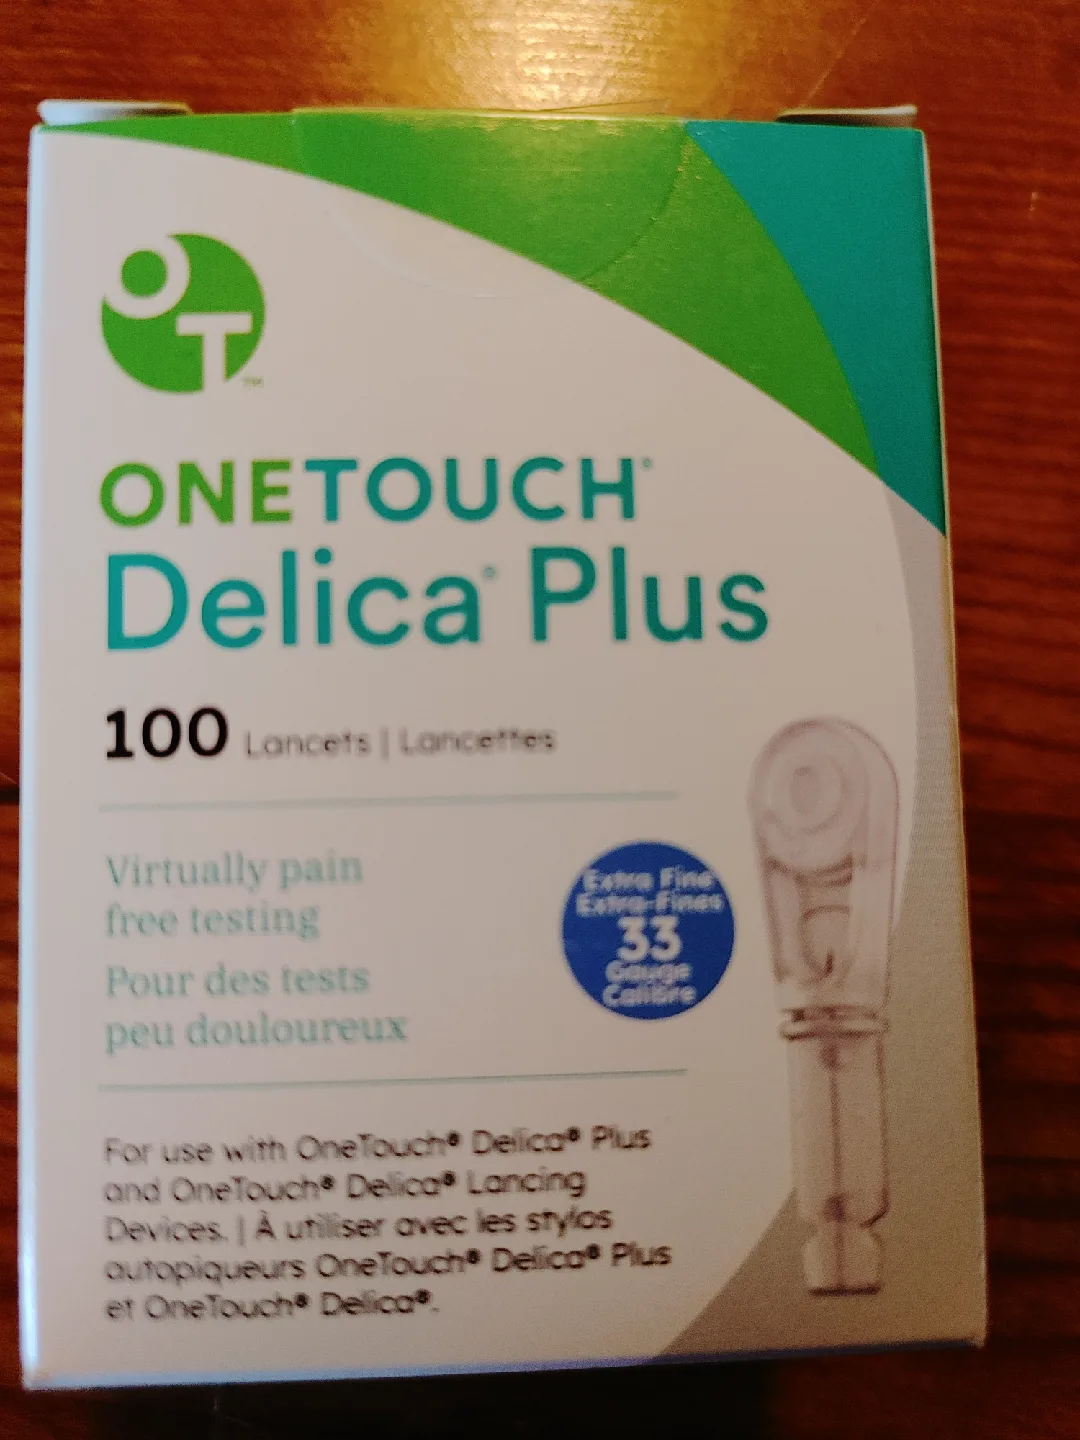 OT™
ONETOUCH®
Delica® Plus
100 Lancets | Lancettes
Virtually pain
free testing
Pour des tests
peu douloureux
Extra Fine
Extra-Fines
33
Gauge
Calibre
For use with OneTouch® Delica® Plus
and OneTouch® Delica® Lancing
Devices. | À utiliser avec les stylos
autopiqueurs OneTouch® Delica® Plus
et OneTouch® Delica®.